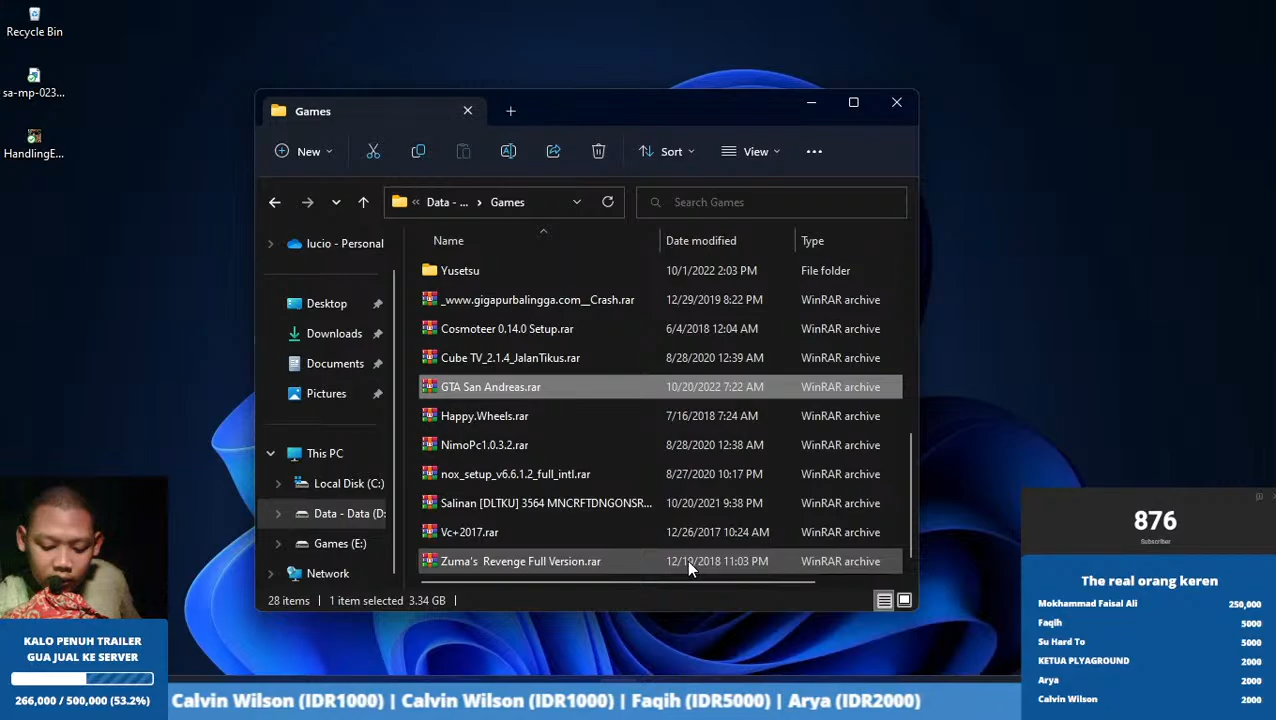 Recycle Bin
sa-mp-023...
HandlingE...
Games
New
Sort
View
Data - ...
Games
Search Games
lucio - Personal
Desktop
Downloads
Documents
Pictures
This PC
Local Disk (C:)
Data - Data (D:
Games (E:)
Network
Name Date modified Type
Yusetsu 10/1/2022 2:03 PM File folder
_www.gigapurbalingga.com__Crash.rar 12/29/2019 8:22 PM WinRAR archive
Cosmoteer 0.14.0 Setup.rar 6/4/2018 12:04 AM WinRAR archive
Cube TV_2.1.4_JalanTikus.rar 8/28/2020 12:39 AM WinRAR archive
GTA San Andreas.rar 10/20/2022 7:22 AM WinRAR archive
Happy.Wheels.rar 7/16/2018 7:24 AM WinRAR archive
NimoPc1.0.3.2.rar 8/28/2020 12:38 AM WinRAR archive
nox_setup_v6.6.1.2_full_intl.rar 8/27/2020 10:17 PM WinRAR archive
Salinan [DLTKU] 3564 MNCRFTDNGONSR... 10/20/2021 9:38 PM WinRAR archive
Vc+2017.rar 12/26/2017 10:24 AM WinRAR archive
Zuma's Revenge Full Version.rar 11:03 PM WinRAR archive
28 items 1 item selected 3.34 GB
KALO PENUH TRAILER
GUA JUAL KE SERVER
266,000 / 500,000 (53.2%)
876
Subscriber
The real orang keren
Mokhammad Faisal Ali 250,000
Faqih 5000
Su Hard To 5000
KETUA PLYAGROUND 2000
Arya 2000
Calvin Wilson 2000
Calvin Wilson (IDR1000) | Calvin Wilson (IDR1000) | Faqih (IDR5000) | Arya (IDR2000)